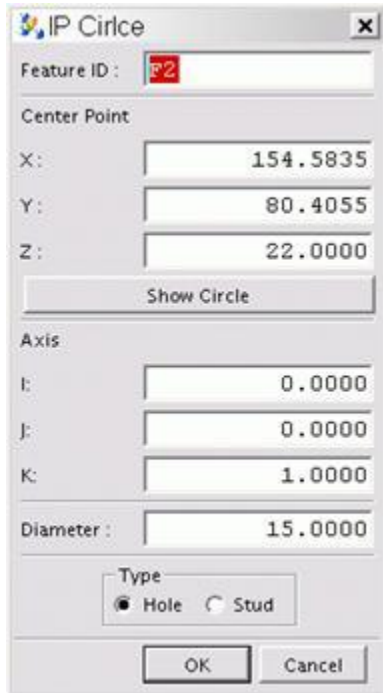 IP Cirlce
Feature ID : F2
Center Point
X: 154.5835
Y: 80.4055
Z: 22.0000
Show Circle
Axis
I: 0.0000
J: 0.0000
K: 1.0000
Diameter : 15.0000
Type
Hole Stud
OK Cancel